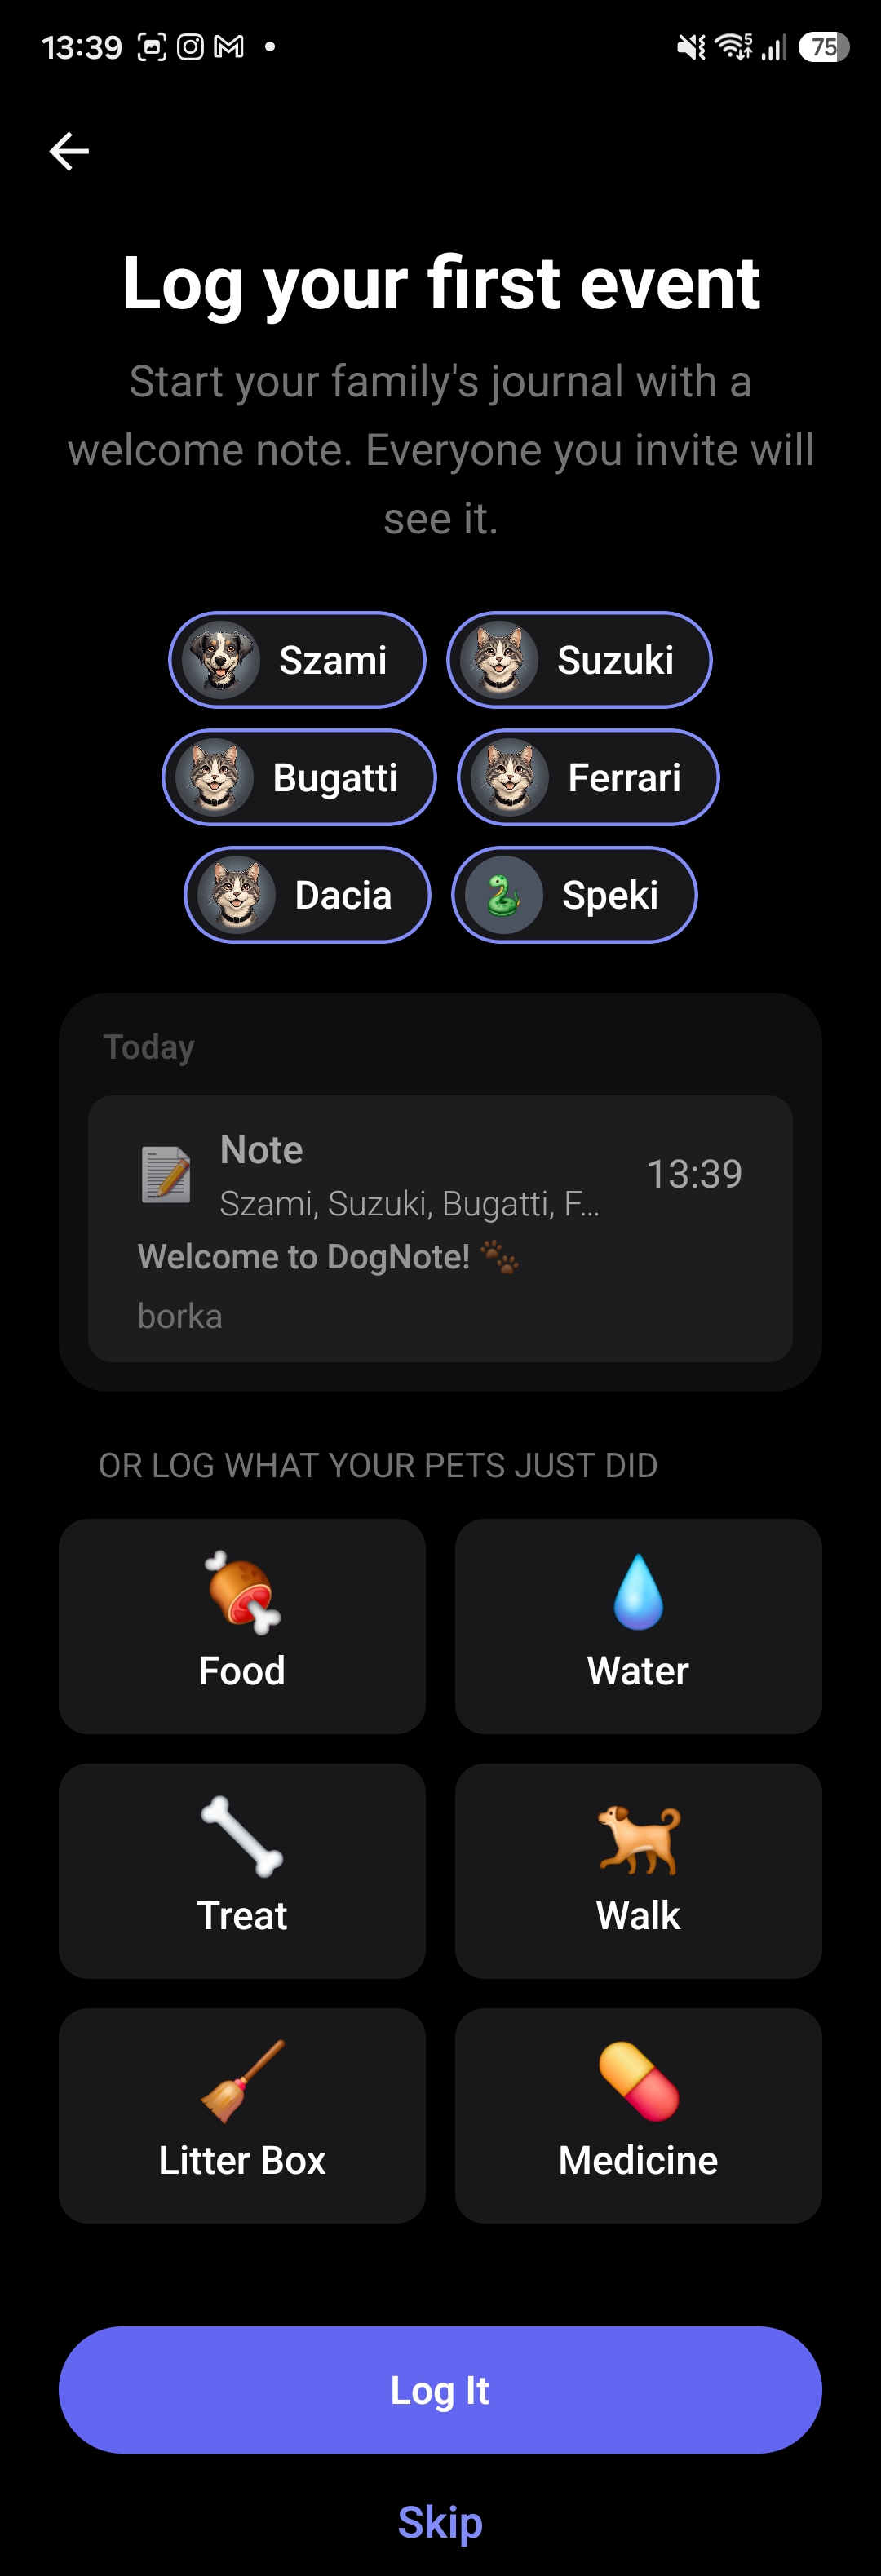 13:39
75
Log your first event
Start your family's journal with a
welcome note. Everyone you invite will
see it.
Szami
Suzuki
Bugatti
Ferrari
Dacia
Speki
Today
Note
13:39
Szami, Suzuki, Bugatti, F...
Welcome to DogNote! 🐾
borka
OR LOG WHAT YOUR PETS JUST DID
Food
Water
Treat
Walk
Litter Box
Medicine
Log It
Skip